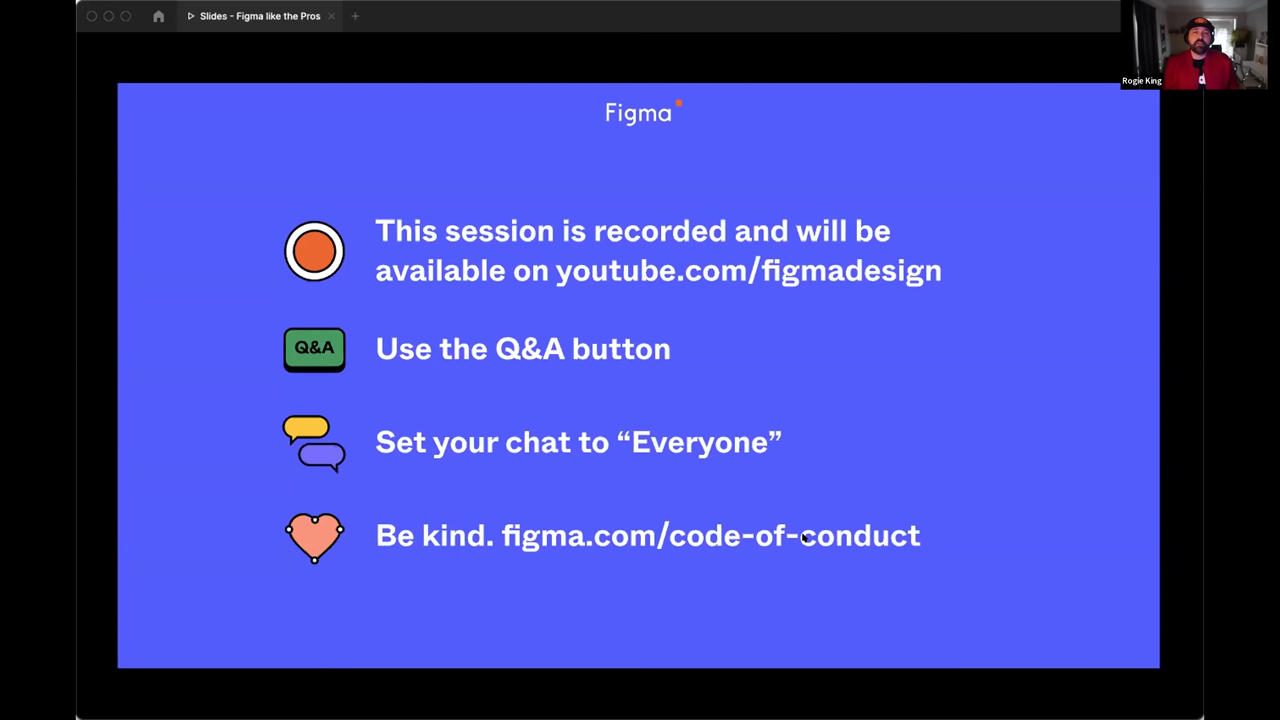 Slides - Figma like the Pros
Rogie King
Figma
This session is recorded and will be
available on youtube.com/figmadesign
Q&A
Use the Q&A button
Set your chat to “Everyone”
Be kind. figma.com/code-of-conduct